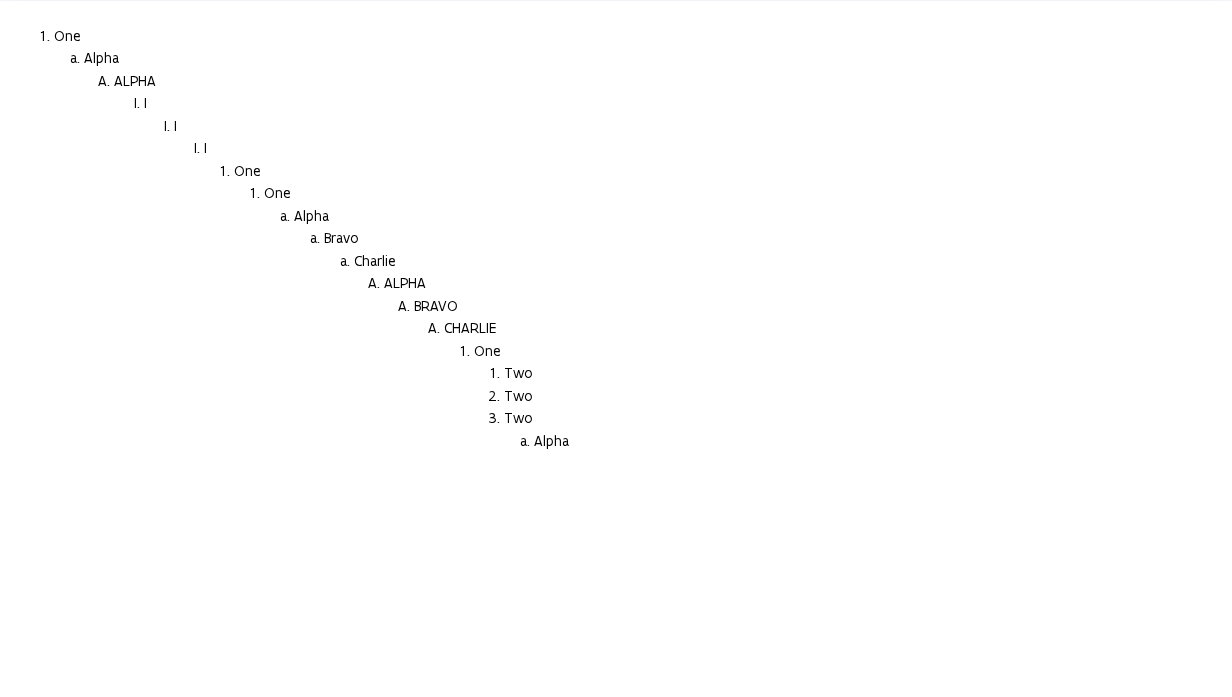 1. One
a. Alpha
A. ALPHA
I. I
I. I
I. I
1. One
1. One
a. Alpha
a. Bravo
a. Charlie
A. ALPHA
A. BRAVO
A. CHARLIE
1. One
1. Two
2. Two
3. Two
a. Alpha